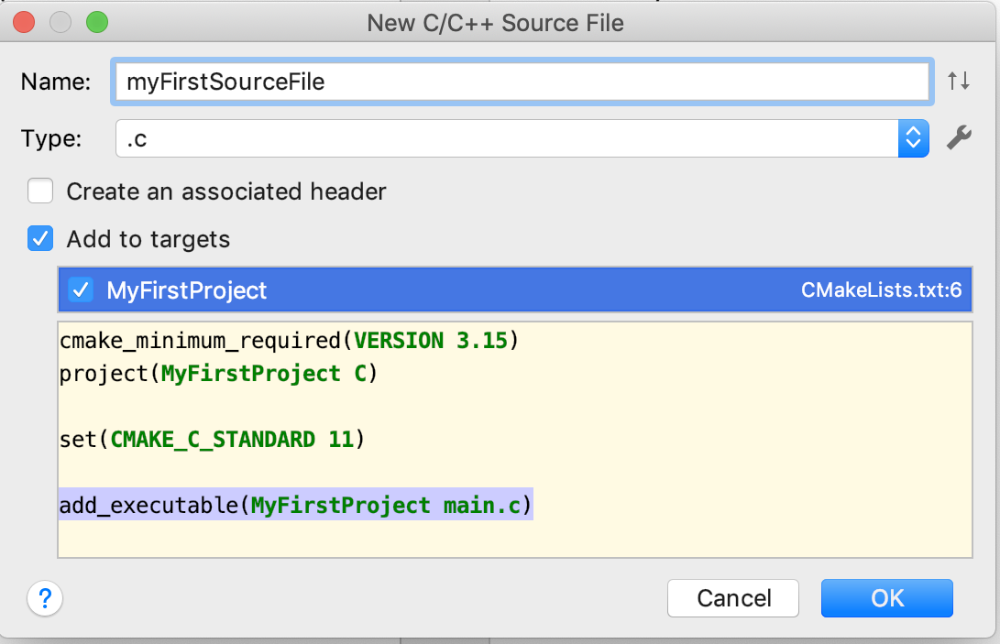 New C/C++ Source File
Name: myFirstSourceFile
Type: .c
Create an associated header
Add to targets
MyFirstProject CMakeLists.txt:6
cmake_minimum_required(VERSION 3.15)
project(MyFirstProject C)
set(CMAKE_C_STANDARD 11)
add_executable(MyFirstProject main.c)
? Cancel OK